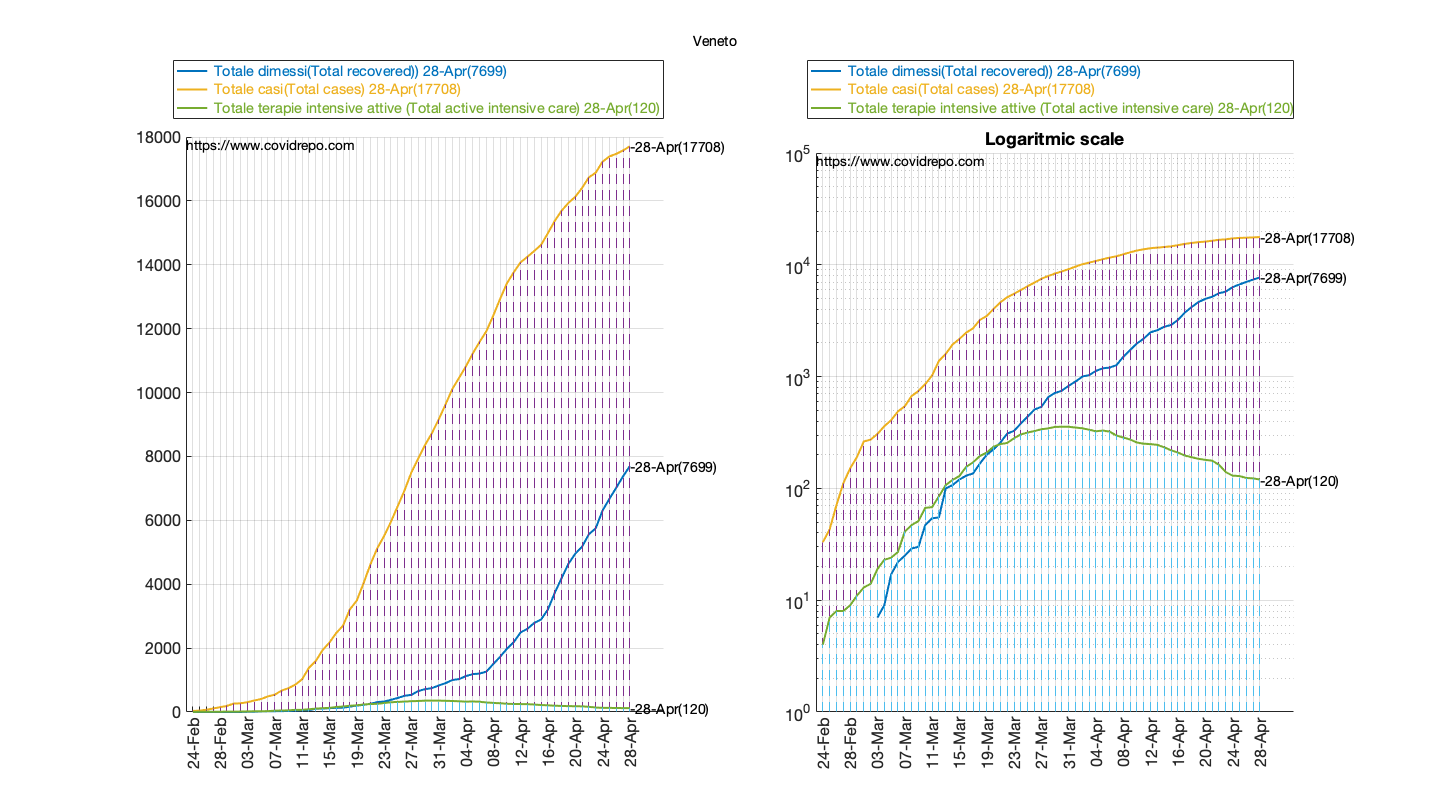 Veneto
Totale dimessi(Total recovered)) 28-Apr(7699)
Totale casi(Total cases) 28-Apr(17708)
Totale terapie intensive attive (Total active intensive care) 28-Apr(120)
18000
16000
14000
12000
10000
8000
6000
4000
2000
0
https://www.covidrepo.com
-28-Apr(17708)
-28-Apr(7699)
-28-Apr(120)
24-Feb
28-Feb
03-Mar
07-Mar
11-Mar
15-Mar
19-Mar
23-Mar
27-Mar
31-Mar
04-Apr
08-Apr
12-Apr
16-Apr
20-Apr
24-Apr
28-Apr
Totale dimessi(Total recovered)) 28-Apr(7699)
Totale casi(Total cases) 28-Apr(17708)
Totale terapie intensive attive (Total active intensive care) 28-Apr(120)
Logaritmic scale
10^5
10^4
10^3
10^2
10^1
10^0
https://www.covidrepo.com
-28-Apr(17708)
-28-Apr(7699)
-28-Apr(120)
24-Feb
28-Feb
03-Mar
07-Mar
11-Mar
15-Mar
19-Mar
23-Mar
27-Mar
31-Mar
04-Apr
08-Apr
12-Apr
16-Apr
20-Apr
24-Apr
28-Apr